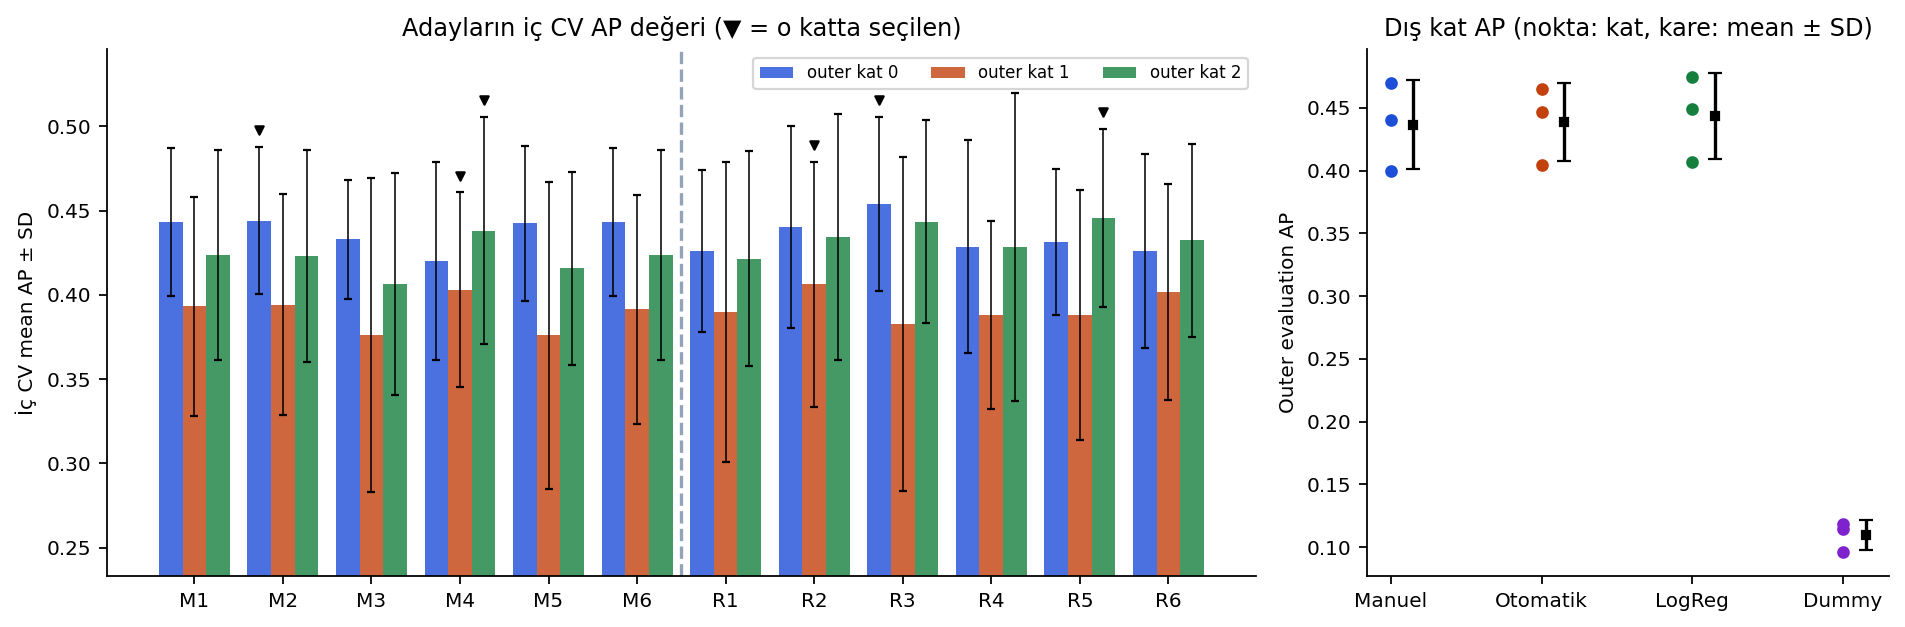 Adayların iç CV AP değeri (▼ = o katta seçilen)
outer kat 0
outer kat 1
outer kat 2
İç CV mean AP ± SD
0.50
0.45
0.40
0.35
0.30
0.25
M1 M2 M3 M4 M5 M6 R1 R2 R3 R4 R5 R6
Dış kat AP (nokta: kat, kare: mean ± SD)
Outer evaluation AP
0.45
0.40
0.35
0.30
0.25
0.20
0.15
0.10
Manuel Otomatik LogReg Dummy